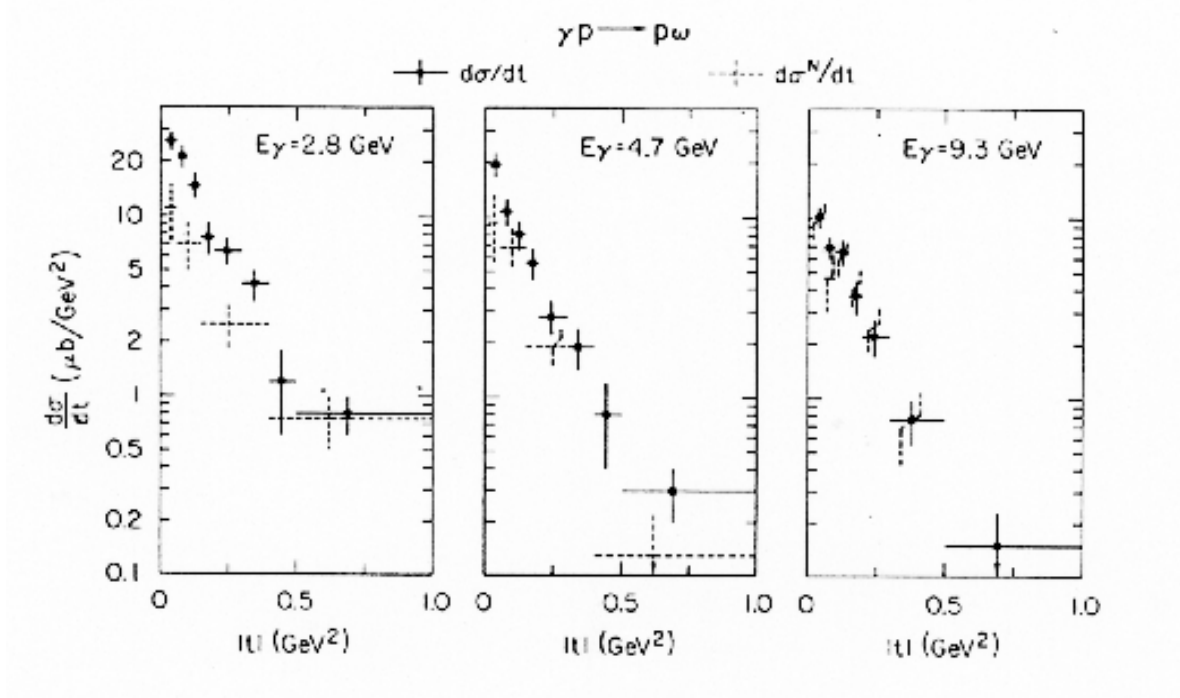 γp → pω
dσ/dt dσᴺ/dt
Eγ=2.8 GeV Eγ=4.7 GeV Eγ=9.3 GeV
20
10
5
2
1
0.5
0.2
0.1
dσ/dt (μb/GeV²)
0 0.5 1.0 0 0.5 1.0 0 0.5 1.0
|t| (GeV²) |t| (GeV²) |t| (GeV²)